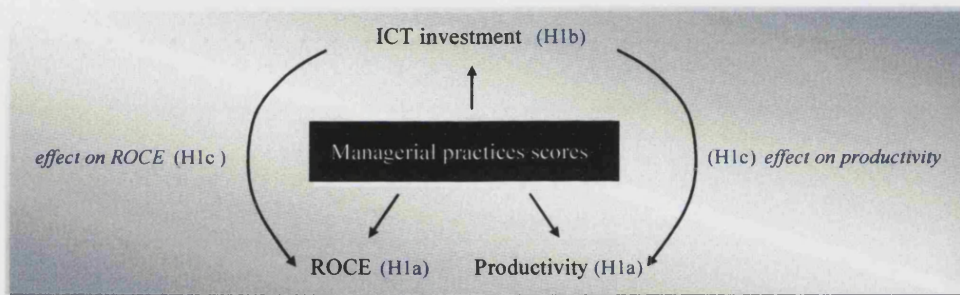 ICT investment (H1b)
Managerial practices scores
effect on ROCE (H1c )
(H1c) effect on productivity
ROCE (H1a)
Productivity (H1a)